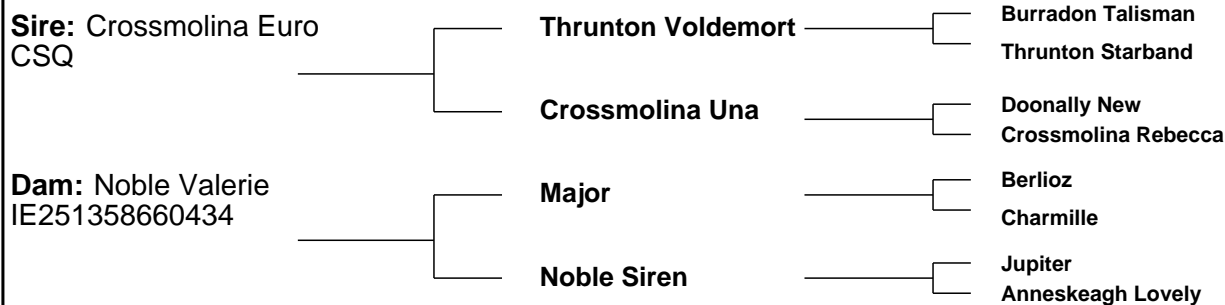 Sire: Crossmolina Euro
CSQ
Thrunton Voldemort
Burradon Talisman
Thrunton Starband
Crossmolina Una
Doonally New
Crossmolina Rebecca
Dam: Noble Valerie
IE251358660434
Major
Berlioz
Charmille
Noble Siren
Jupiter
Anneskeagh Lovely